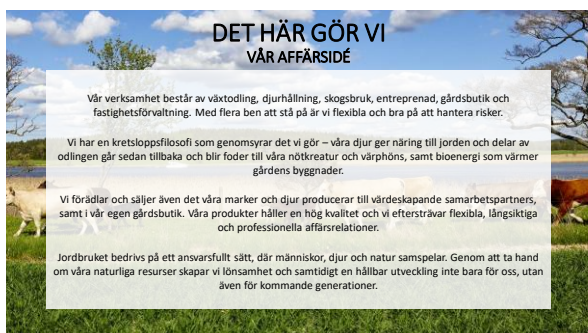 DET HÄR GÖR VI
VÅR AFFÄRSIDÉ
Vår verksamhet består av växtodling, djurhållning, skogsbruk, entreprenad, gårdsbutik och
fastighetsförvaltning. Med flera ben att stå på är vi flexibla och bra på att hantera risker.
Vi har en kretsloppsfilosofi som genomsyrar det vi gör – våra djur ger näring till jorden och delar av
odlingen går sedan tillbaka och blir foder till våra nötkreatur och värphöns, samt bioenergi som värmer
gårdens byggnader.
Vi förädlar och säljer även det våra marker och djur producerar till värdeskapande samarbetspartners,
samt i vår egen gårdsbutik. Våra produkter håller en hög kvalitet och vi eftersträvar flexibla, långsiktiga
och professionella affärsrelationer.
Jordbruket bedrivs på ett ansvarsfullt sätt, där människor, djur och natur samspelar. Genom att ta hand
om våra naturliga resurser skapar vi lönsamhet och samtidigt en hållbar utveckling inte bara för oss, utan
även för kommande generationer.